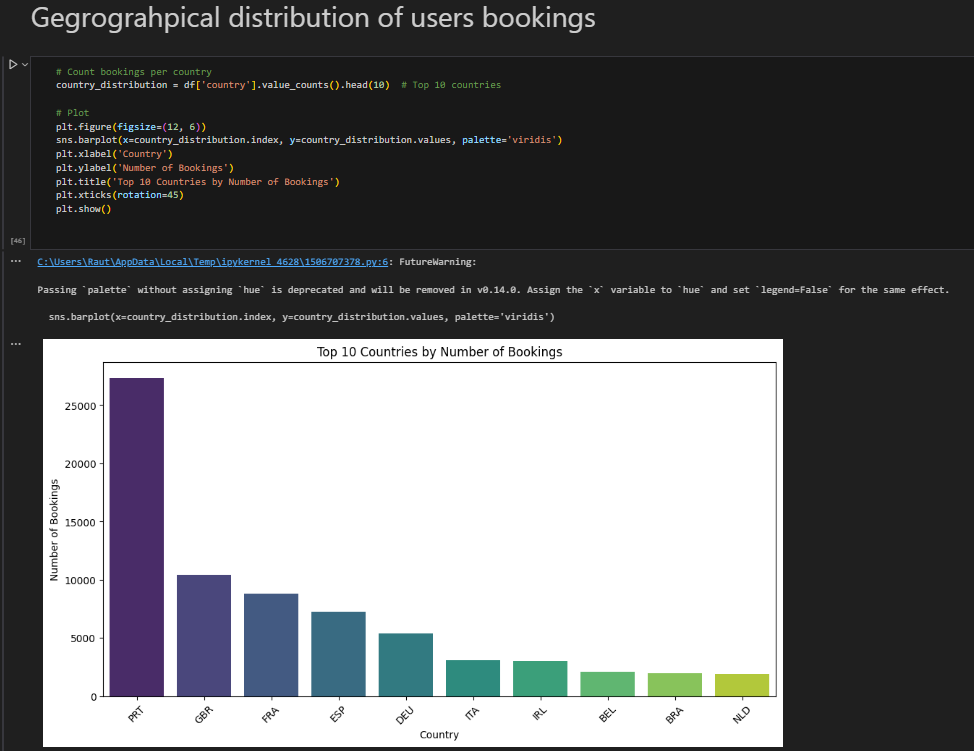 Gegrograhpical distribution of users bookings
# Count bookings per country
country_distribution = df['country'].value_counts().head(10)  # Top 10 countries
# Plot
plt.figure(figsize=(12, 6))
sns.barplot(x=country_distribution.index, y=country_distribution.values, palette='viridis')
plt.xlabel('Country')
plt.ylabel('Number of Bookings')
plt.title('Top 10 Countries by Number of Bookings')
plt.xticks(rotation=45)
plt.show()
[46]
... C:\Users\Raut\AppData\Local\Temp\ipykernel_4628\1506707378.py:6: FutureWarning:
Passing `palette` without assigning `hue` is deprecated and will be removed in v0.14.0. Assign the `x` variable to `hue` and set `legend=False` for the same effect.
sns.barplot(x=country_distribution.index, y=country_distribution.values, palette='viridis')
...
Top 10 Countries by Number of Bookings
Number of Bookings
25000
20000
15000
10000
5000
0
PRT GBR FRA ESP DEU ITA IRL BEL BRA NLD
Country